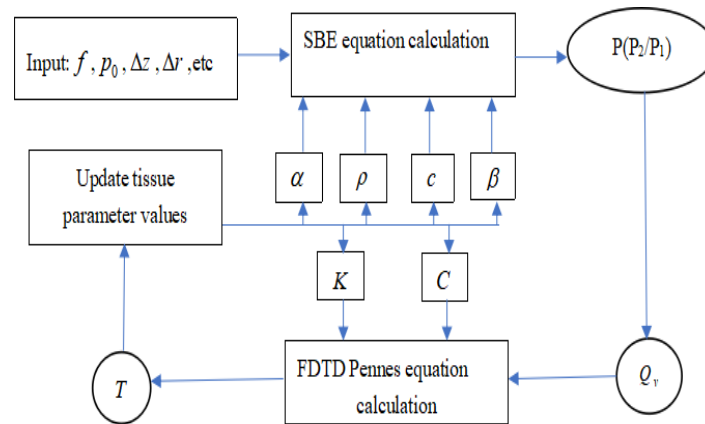 Input: f , p₀ , Δz , Δr ,etc
SBE equation calculation
P(P₂/P₁)
Update tissue
parameter values
α
ρ
c
β
K
C
FDTD Pennes equation
calculation
T
Qᵥ